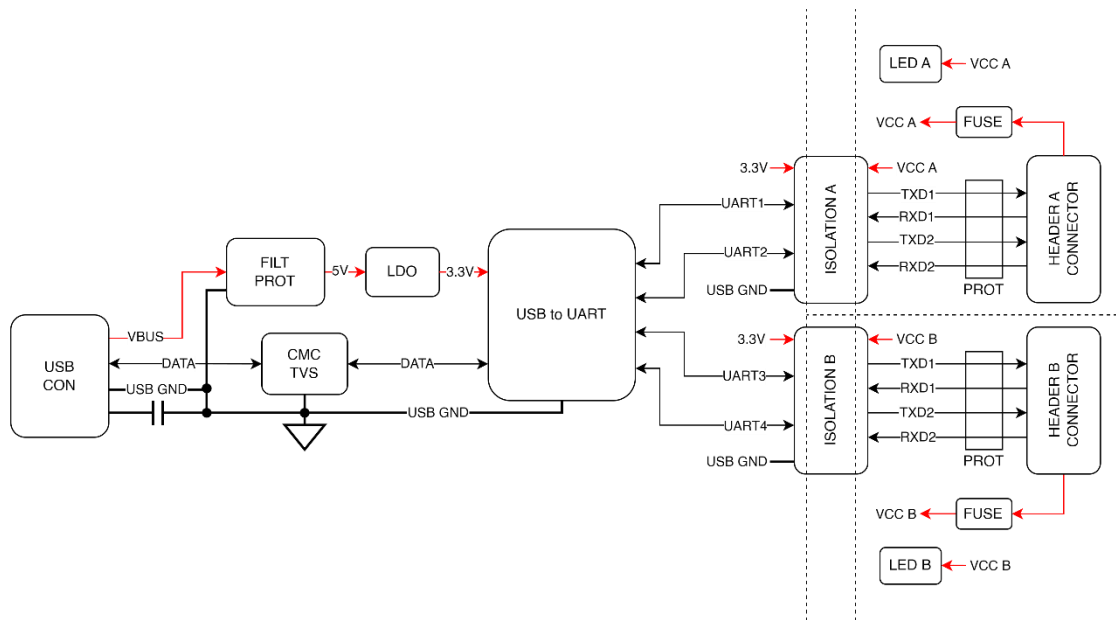 LED A
VCC A
VCC A
FUSE
3.3V
VCC A
UART1
UART2
USB GND
ISOLATION A
TXD1
RXD1
TXD2
RXD2
PROT
HEADER A
CONNECTOR
FILT
PROT
5V
LDO
3.3V
USB to UART
USB
CON
VBUS
DATA
CMC
TVS
DATA
USB GND
USB GND
3.3V
VCC B
UART3
UART4
USB GND
ISOLATION B
TXD1
RXD1
TXD2
RXD2
PROT
HEADER B
CONNECTOR
VCC B
FUSE
LED B
VCC B